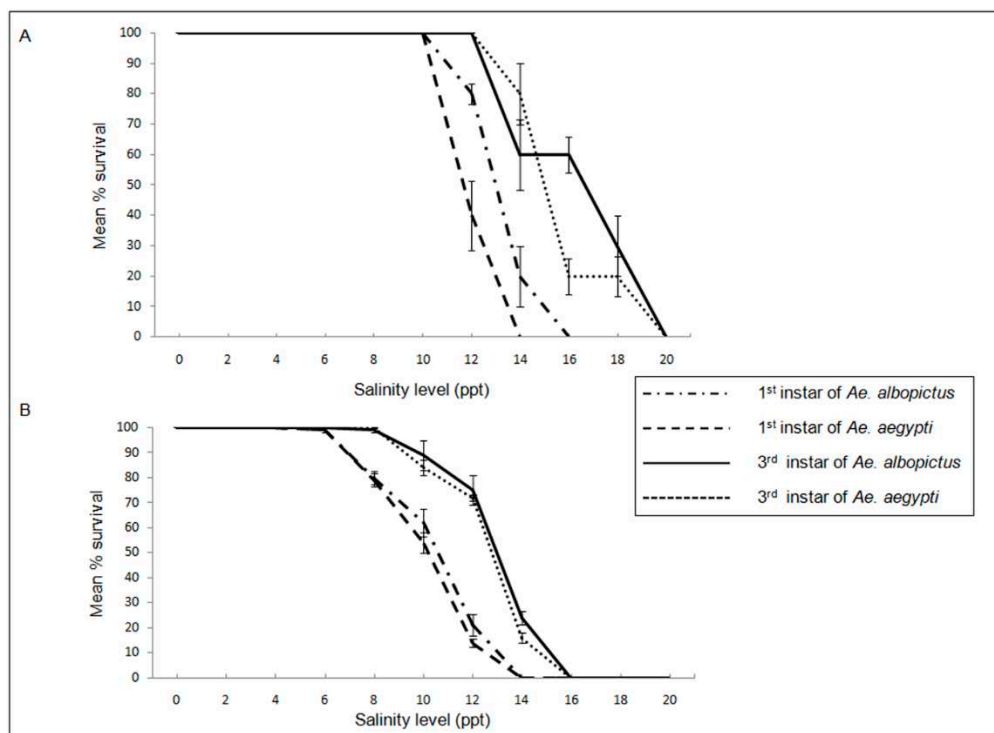 A
Mean % survival
100
90
80
70
60
50
40
30
20
10
0
0 2 4 6 8 10 12 14 16 18 20
Salinity level (ppt)
1st instar of Ae. albopictus
1st instar of Ae. aegypti
3rd instar of Ae. albopictus
3rd instar of Ae. aegypti
B
Mean % survival
100
90
80
70
60
50
40
30
20
10
0
0 2 4 6 8 10 12 14 16 18 20
Salinity level (ppt)